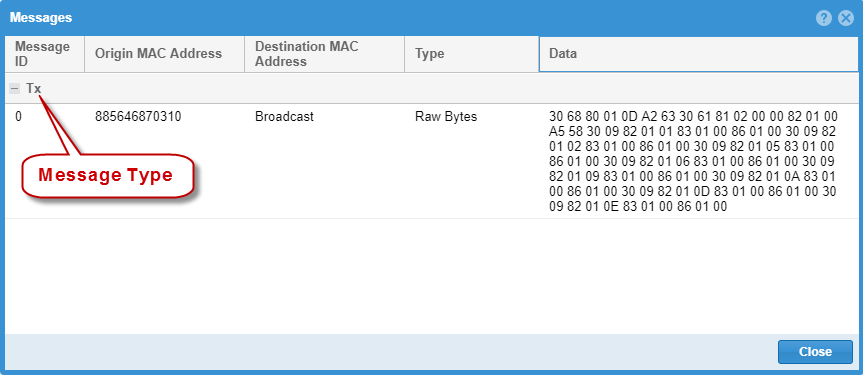 Messages
Message ID
Origin MAC Address
Destination MAC Address
Type
Data
Tx
0
885646870310
Broadcast
Raw Bytes
30 68 80 01 0D A2 63 30 61 81 02 00 00 82 01 00
A5 58 30 09 82 01 01 83 01 00 86 01 00 30 09 82
01 02 83 01 00 86 01 00 30 09 82 01 05 83 01 00
86 01 00 30 09 82 01 06 83 01 00 86 01 00 30 09
82 01 09 83 01 00 86 01 00 30 09 82 01 0A 83 01
00 86 01 00 30 09 82 01 0D 83 01 00 86 01 00 30
09 82 01 0E 83 01 00 86 01 00
Message Type
Close